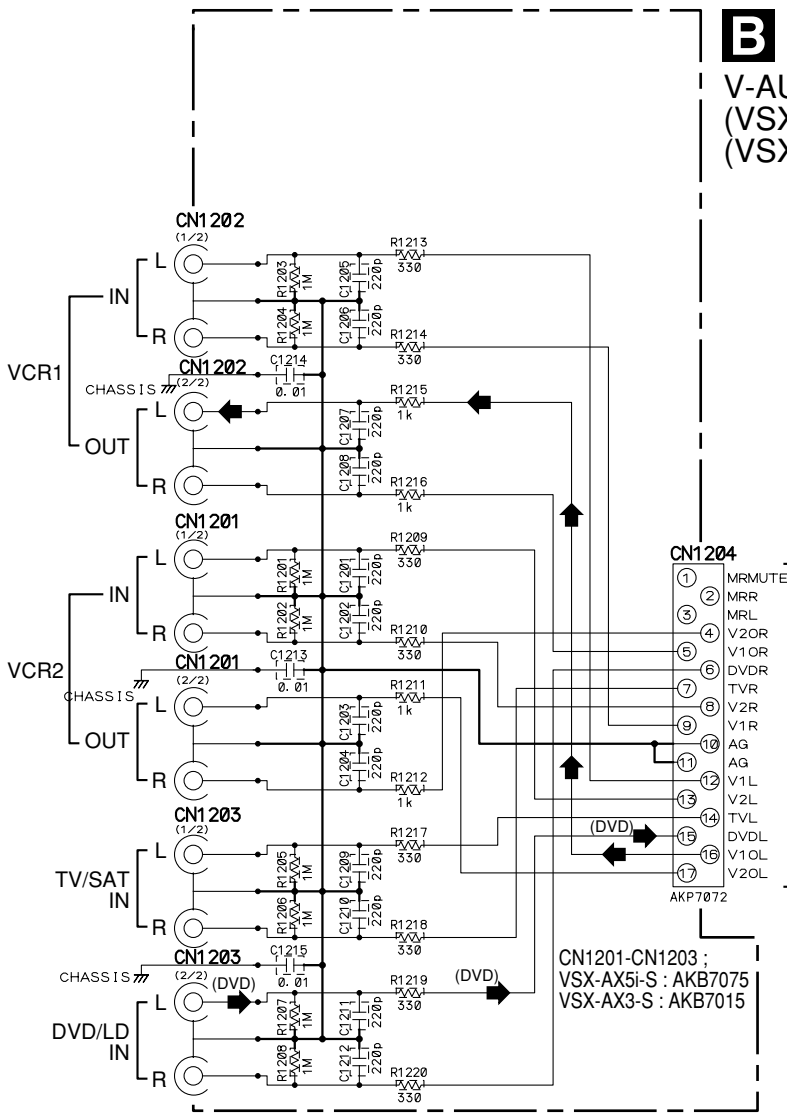 B
V-AU
(VSX
(VSX
CN1202
(1/2)
L
IN
R
R1203
1M
R1204
1M
C1205
220p
C1206
220p
R1213
330
R1214
330
VCR1
CN1202
(2/2)
CHASSIS
C1214
0.01
L
OUT
R
C1207
220p
C1208
220p
R1215
1k
R1216
1k
CN1201
(1/2)
L
IN
R
R1201
1M
R1202
1M
C1201
220p
C1202
220p
R1209
330
R1210
330
VCR2
CN1201
(2/2)
CHASSIS
C1213
0.01
L
OUT
R
C1203
220p
C1204
220p
R1211
1k
R1212
1k
CN1203
(1/2)
L
TV/SAT
IN
R
R1205
1M
R1206
1M
C1209
220p
C1210
220p
R1217
330
R1218
330
CN1203
(2/2)
CHASSIS
C1215
0.01
(DVD)
L
DVD/LD
IN
R
R1207
1M
R1208
1M
C1211
220p
C1212
220p
R1219
330
R1220
330
(DVD)
(DVD)
CN1204
1 MRMUTE
2 MRR
3 MRL
4 V2OR
5 V1OR
6 DVDR
7 TVR
8 V2R
9 V1R
10 AG
11 AG
12 V1L
13 V2L
14 TVL
15 DVDL
16 V1OL
17 V2OL
AKP7072
CN1201-CN1203 ;
VSX-AX5i-S : AKB7075
VSX-AX3-S : AKB7015